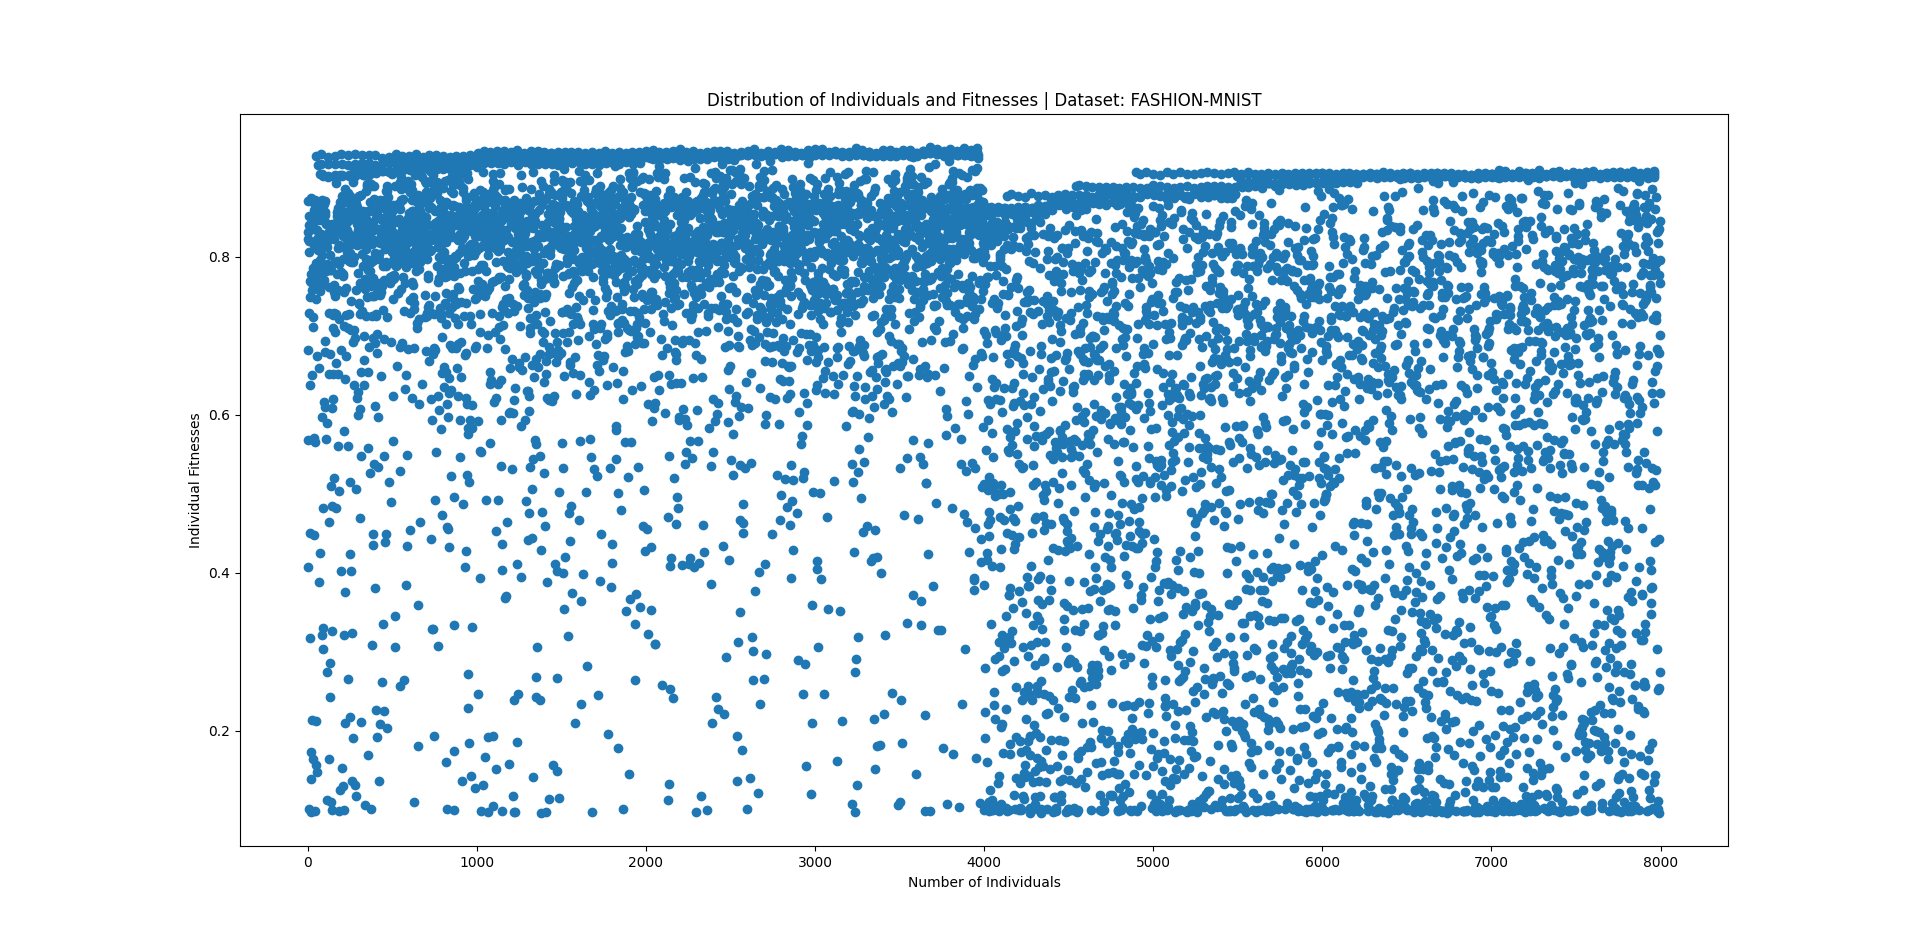 Distribution of Individuals and Fitnesses | Dataset: FASHION-MNIST
Individual Fitnesses
0.8
0.6
0.4
0.2
0 1000 2000 3000 4000 5000 6000 7000 8000
Number of Individuals